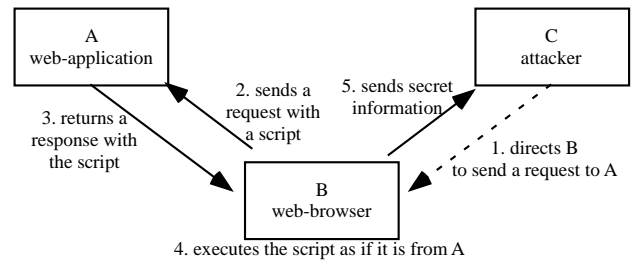 A
web-application
C
attacker
2. sends a
request with
a script
5. sends secret
information
3. returns a
response with
the script
1. directs B
to send a request to A
B
web-browser
4. executes the script as if it is from A